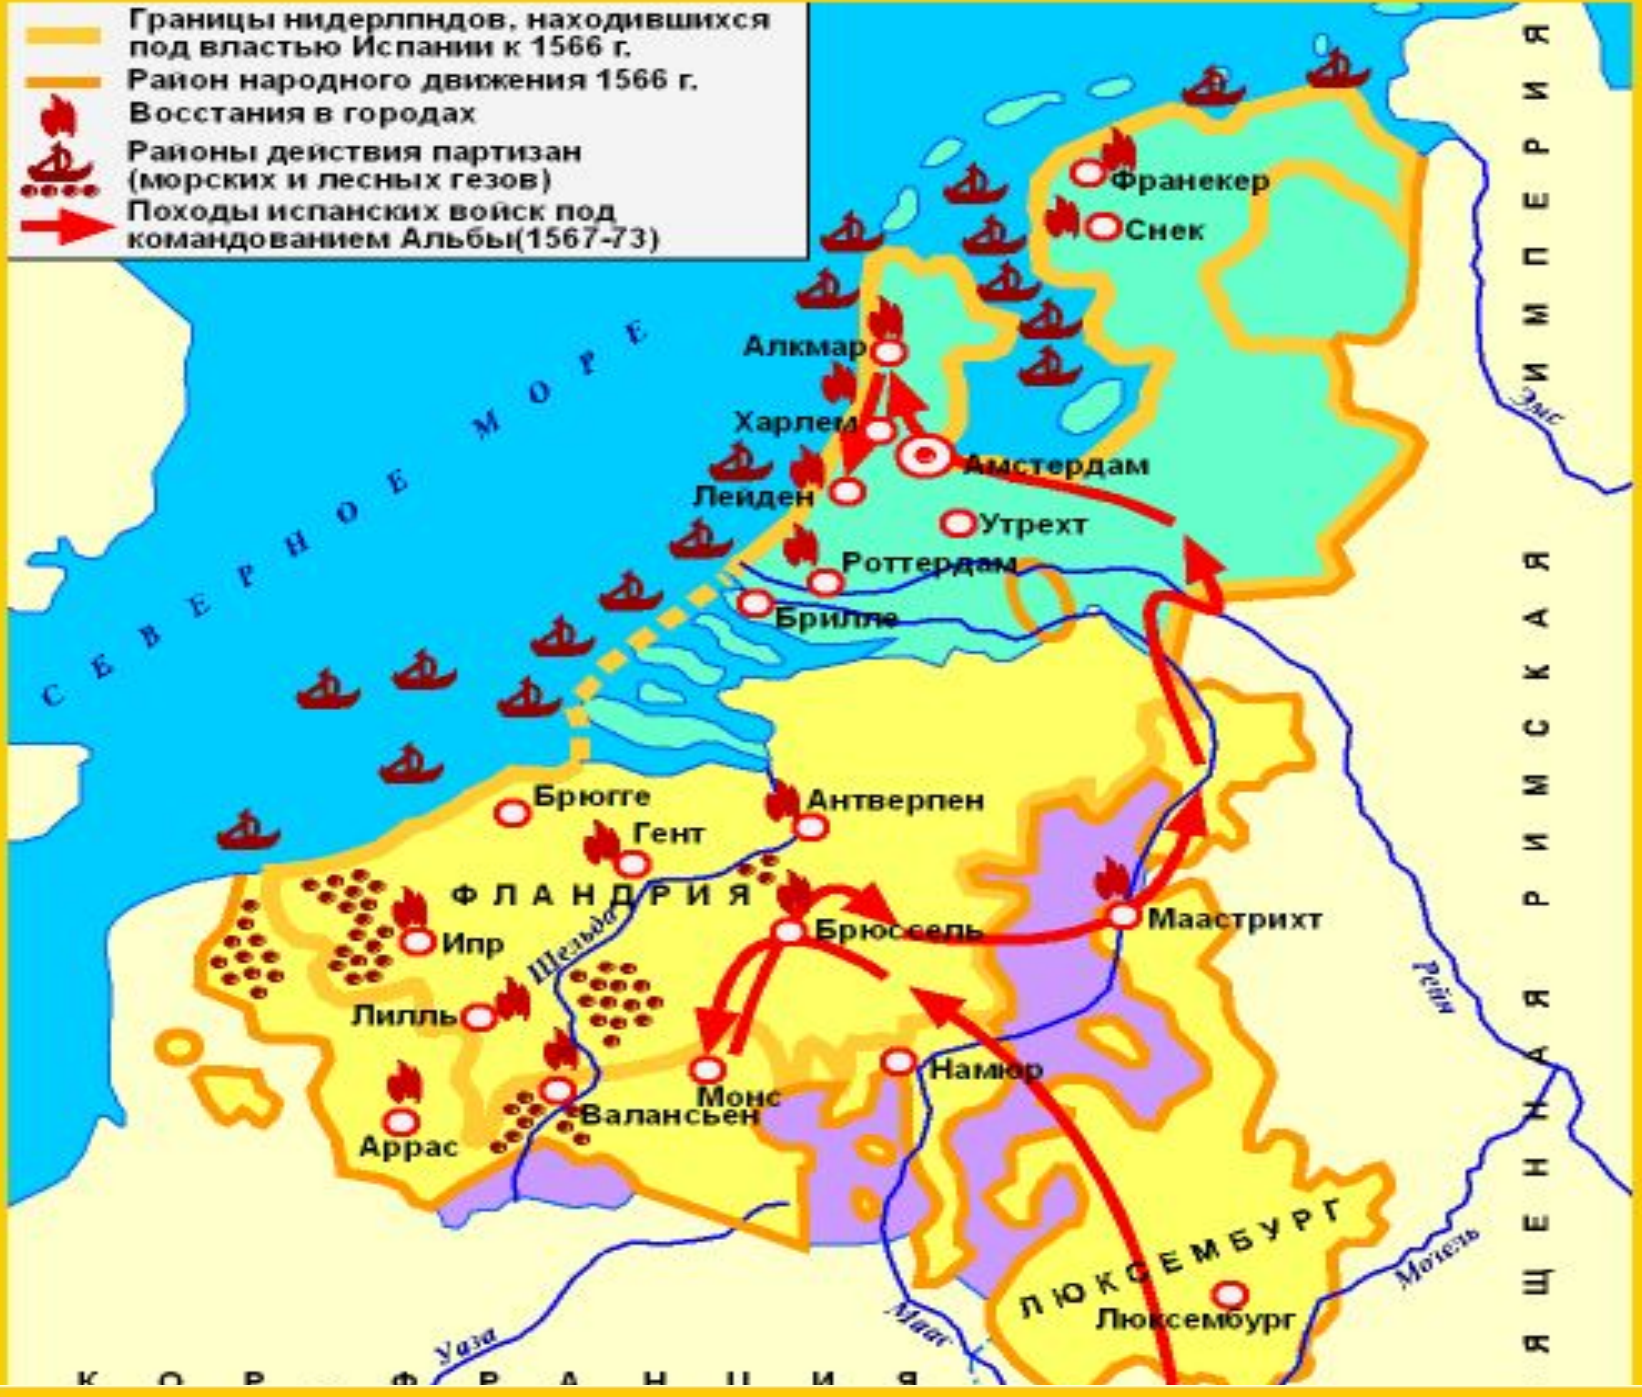 Границы нидерлпндов, находившихся
под властью Испании к 1566 г.
Район народного движения 1566 г.
Восстания в городах
Районы действия партизан
(морских и лесных гезов)
Походы испанских войск под
командованием Альбы(1567-73)
СЕВЕРНОЕ МОРЕ
Франекер
Снек
Алкмар
Харлем
Амстердам
Лейден
Утрехт
Роттердам
Брилле
Эмс
Брюгге
Антверпен
Гент
ФЛАНДРИЯ
Ипр
Шельда
Брюссель
Маастрихт
Лилль
Рейн
Намюр
Монс
Валансьен
Аррас
ЛЮКСЕМБУРГ
Люксембург
Мозель
Маас
Уаза
КОР ФРАНЦИЯ
ЯЩЕННАЯ РИМСКАЯ ИМПЕРИЯ